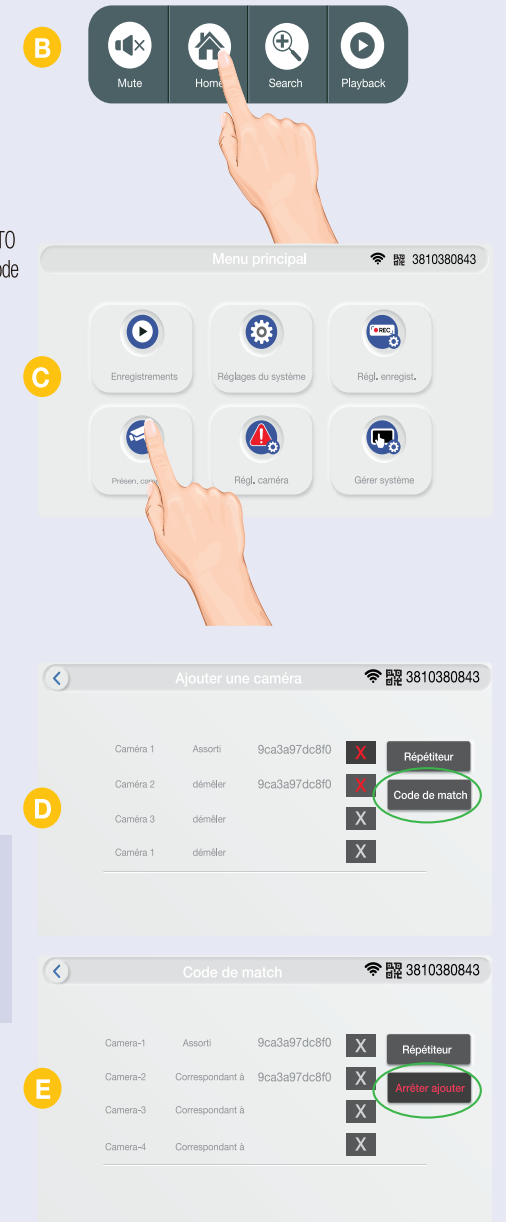 B
Mute Home Search Playback
TO
ode
Menu principal 3810380843
C
Enregistrements Réglages du système Régl. enregist.
Présen. Régl. caméra Gérer système
Ajouter une caméra 3810380843
D
Caméra 1 Assorti 9ca3a97dc8f0 X Répétiteur
Caméra 2 démêler 9ca3a97dc8f0 X Code de match
Caméra 3 démêler X
Caméra 1 démêler X
Code de match 3810380843
E
Camera-1 Assorti 9ca3a97dc8f0 X Répétiteur
Camera-2 Correspondant à 9ca3a97dc8f0 X Arrêter ajouter
Camera-3 Correspondant à X
Camera-4 Correspondant à X